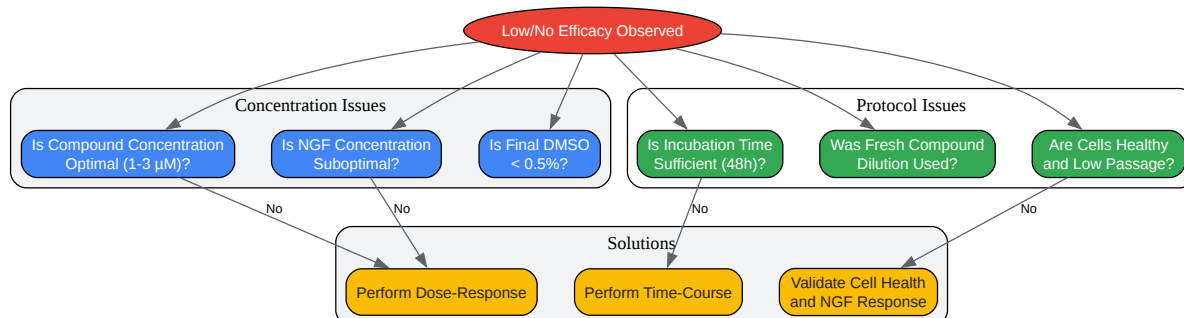 Low/No Efficacy Observed
Concentration Issues
Protocol Issues
Is Compound Concentration
Optimal (1-3 µM)?
Is NGF Concentration
Suboptimal?
Is Final DMSO
< 0.5%?
Is Incubation Time
Sufficient (48h)?
Was Fresh Compound
Dilution Used?
Are Cells Healthy
and Low Passage?
No
No
No
No
Solutions
Perform Dose-Response
Perform Time-Course
Validate Cell Health
and NGF Response